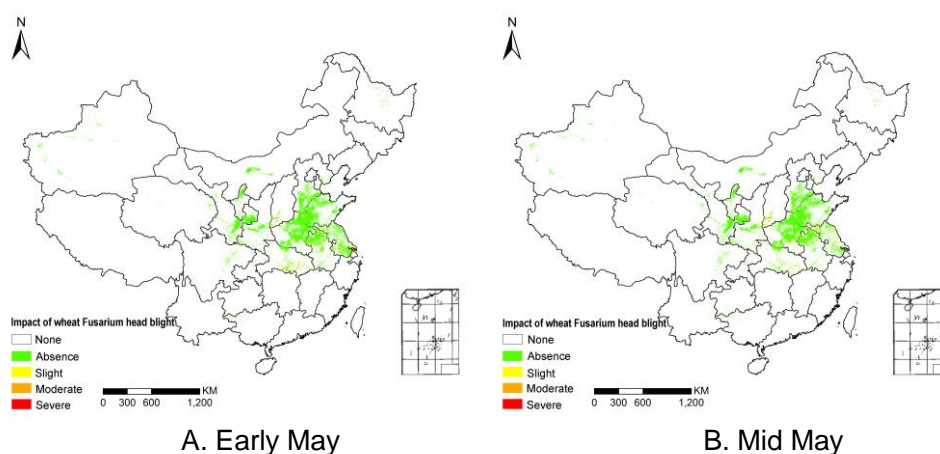 N
Impact of wheat Fusarium head blight
None
Absence
Slight
Moderate
Severe
KM
0 300 600 1,200
A. Early May
N
Impact of wheat Fusarium head blight
None
Absence
Slight
Moderate
Severe
KM
0 300 600 1,200
B. Mid May